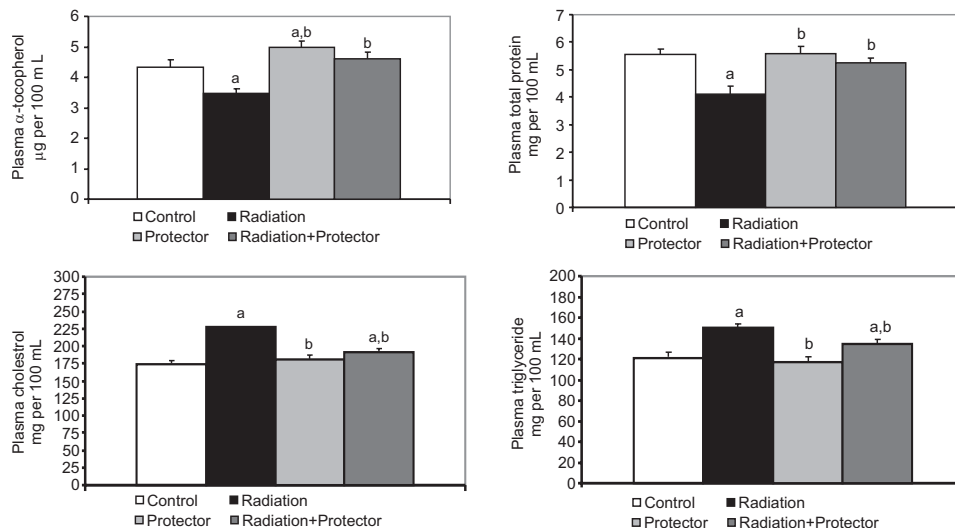 Plasma α-tocopherol
μg per 100 m L
6
5
4
3
2
1
0
a
a,b
b
Control
Radiation
Protector
Radiation+Protector
Plasma total protein
mg per 100 mL
7
6
5
4
3
2
1
0
a
b
b
Control
Radiation
Protector
Radiation+Protector
Plasma cholestrol
mg per 100 mL
300
275
250
225
200
175
150
125
100
75
50
25
0
a
b
a,b
Control
Radiation
Protector
Radiation+Protector
Plasma triglyceride
mg per 100 mL
200
180
160
140
120
100
80
60
40
20
0
a
b
a,b
Control
Radiation
Protector
Radiation+Protector